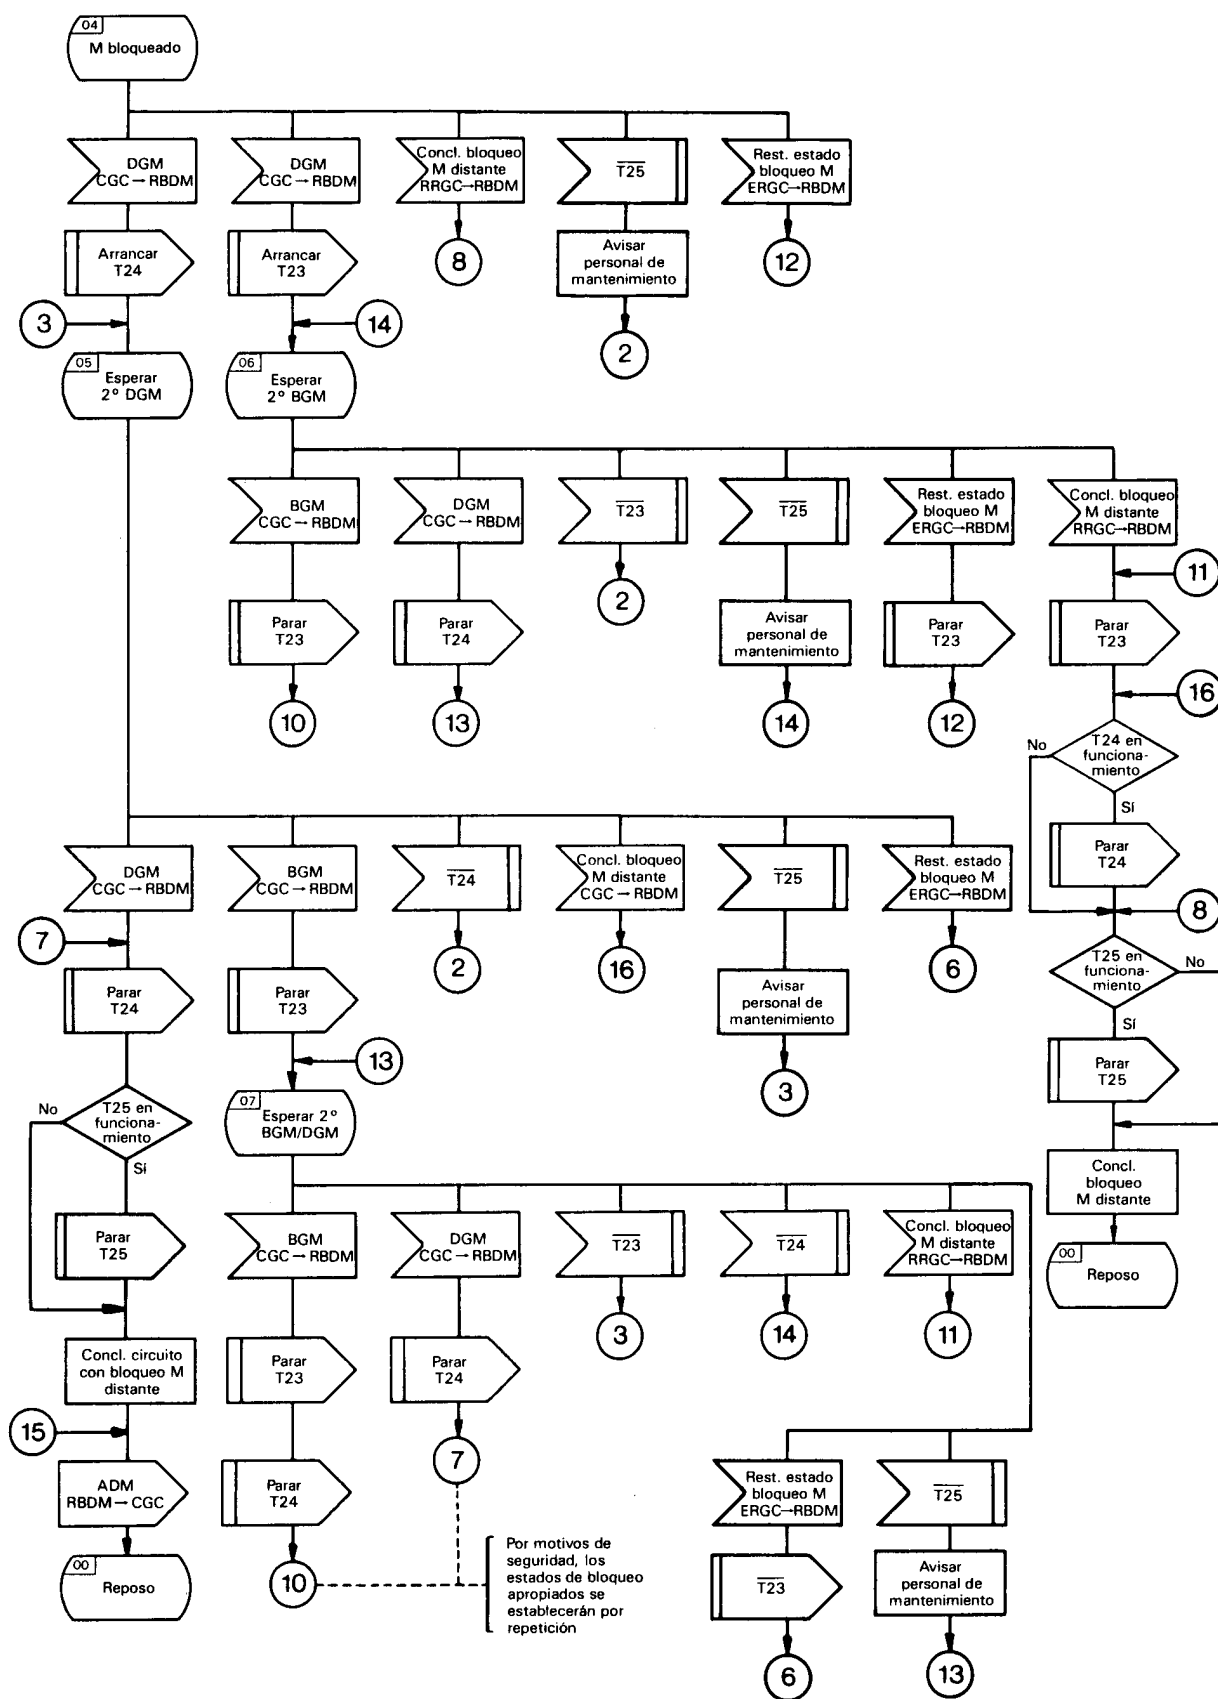 04
M bloqueado
DGM
CGC → RBDM
DGM
CGC → RBDM
Concl. bloqueo
M distante
RRGC→RBDM
T25
Rest. estado
bloqueo M
ERGC→RBDM
Arrancar
T24
Arrancar
T23
8
Avisar
personal de
mantenimiento
12
3
14
2
05
Esperar
2º DGM
06
Esperar
2º BGM
BGM
CGC → RBDM
DGM
CGC → RBDM
T23
T25
Rest. estado
bloqueo M
ERGC→RBDM
Concl. bloqueo
M distante
RRGC→RBDM
11
2
Parar
T23
Parar
T24
Avisar
personal de
mantenimiento
Parar
T23
Parar
T23
10
13
14
12
16
No
T24 en
funciona-
miento
Sí
DGM
CGC → RBDM
BGM
CGC → RBDM
T24
Concl. bloqueo
M distante
CGC → RBDM
T25
Rest. estado
bloqueo M
ERGC→RBDM
Parar
T24
8
7
2
16
6
T25 en
funciona-
miento
No
Sí
Parar
T24
Parar
T23
Avisar
personal de
mantenimiento
13
3
Parar
T25
No
T25 en
funciona-
miento
Sí
07
Esperar 2º
BGM/DGM
Concl.
bloqueo
M distante
Parar
T25
BGM
CGC → RBDM
DGM
CGC → RBDM
T23
T24
Concl. bloqueo
M distante
RRGC→RBDM
00
Reposo
3
14
11
Concl. circuito
con bloqueo M
distante
Parar
T23
Parar
T24
15
7
ADM
RBDM → CGC
Parar
T24
Rest. estado
bloqueo M
ERGC→RBDM
T25
00
Reposo
10
Por motivos de
seguridad, los
estados de bloqueo
apropiados se
establecerán por
repetición
T23
Avisar
personal de
mantenimiento
6
13